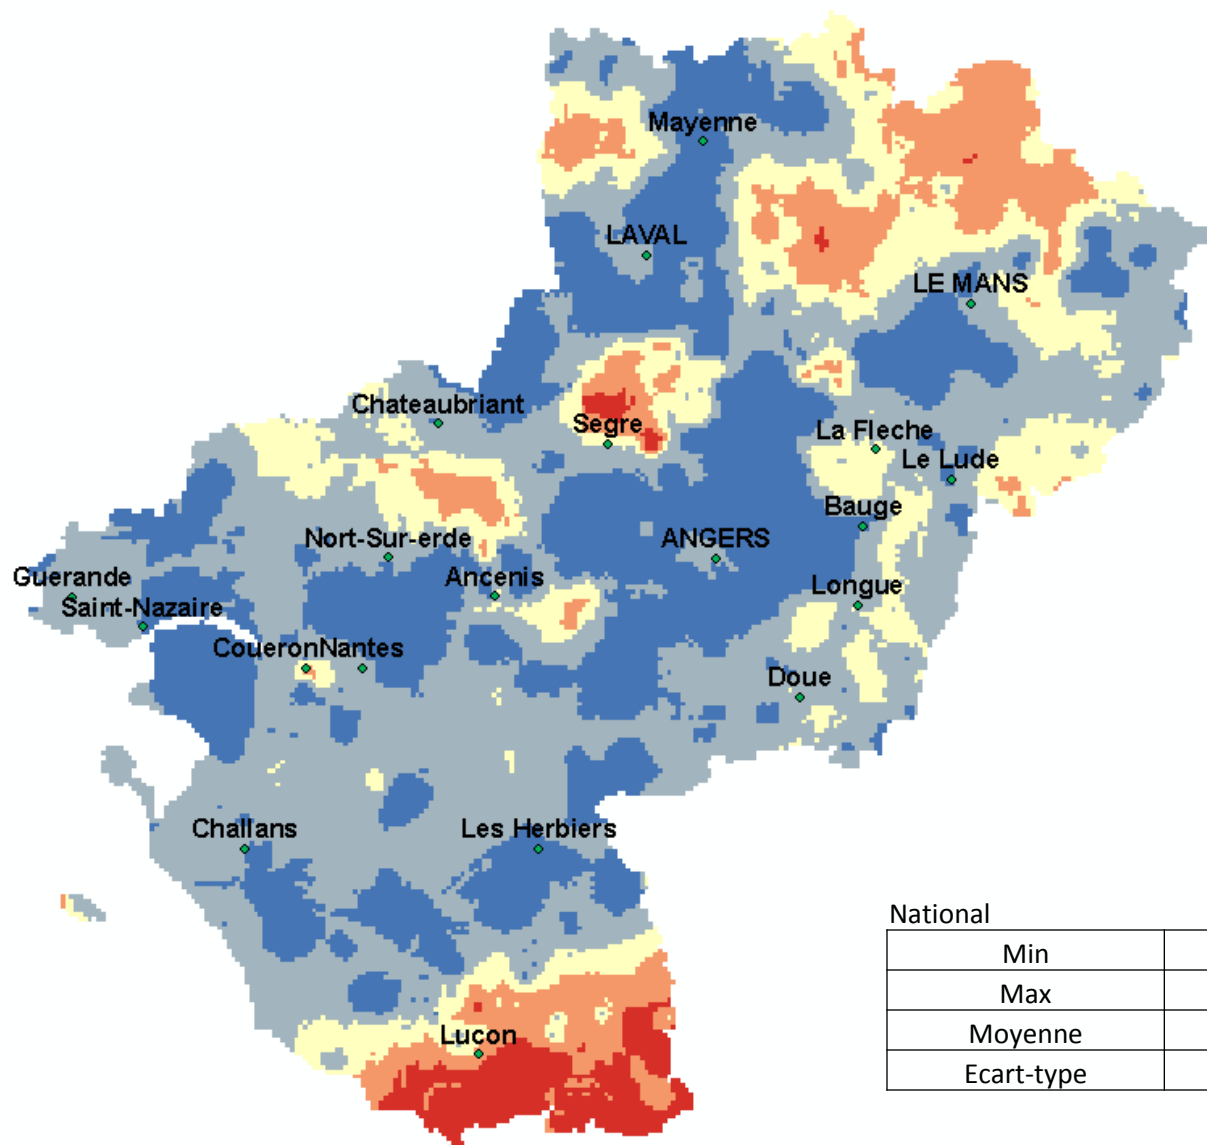 Mayenne
LAVAL
LE MANS
Chateaubriant
Segre
La Fleche
Le Lude
Bauge
Nort-Sur-erde
ANGERS
Guerande
Ancenis
Longue
Saint-Nazaire
CoueronNantes
Doue
Challans
Les Herbiers
National
Min
Max
Moyenne
Ecart-type
Lucon